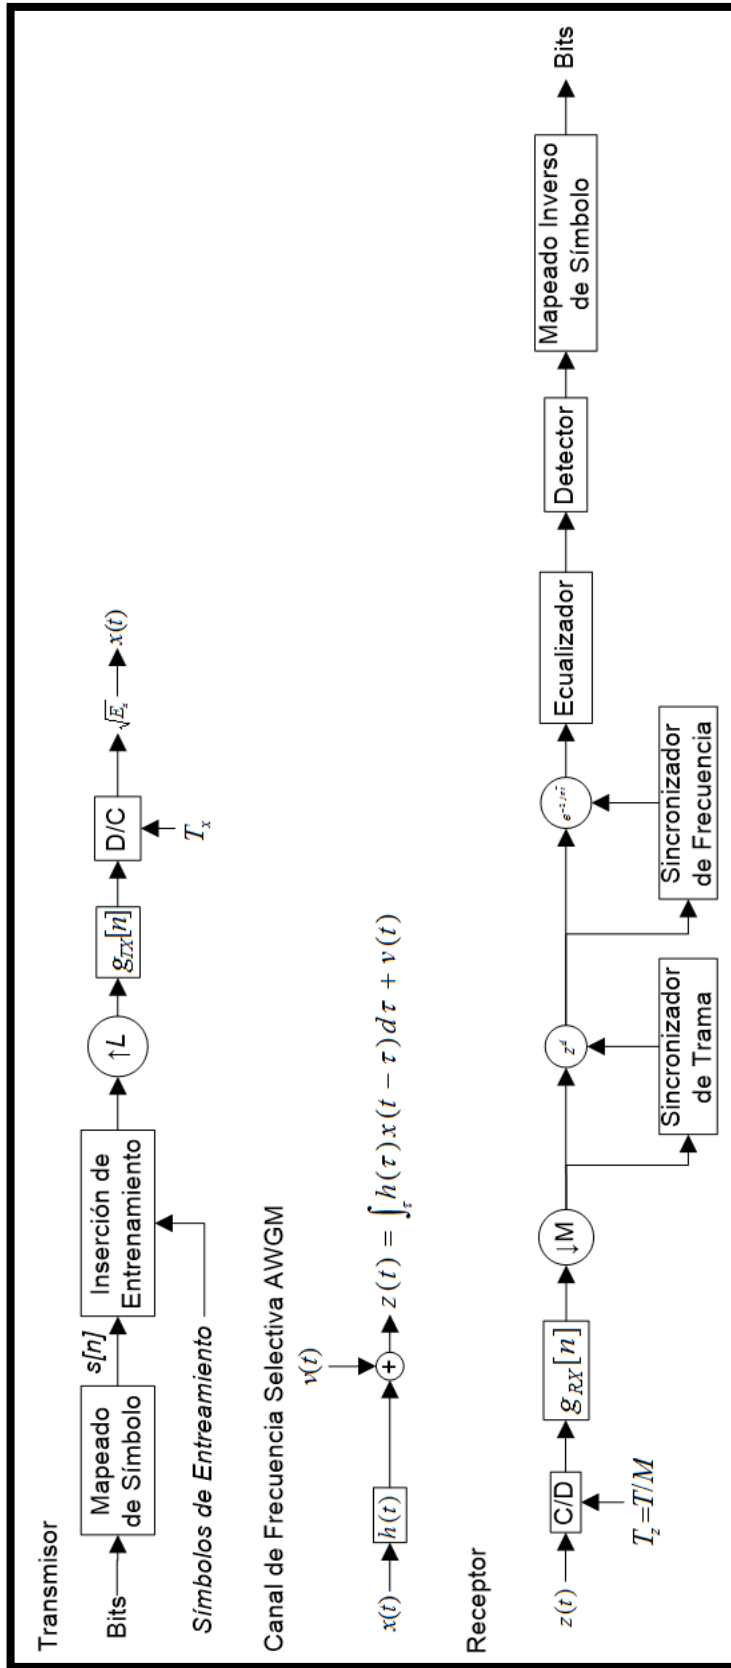 Transmisor
Bits
Mapeado
de Símbolo
s[n]
Inserción de
Entrenamiento
Símbolos de Entreamiento
↑L
g_TX[n]
D/C
T_x
√E_x
x(t)
Canal de Frecuencia Selectiva AWGM
x(t)
h(t)
v(t)
+
z(t) = ∫_τ h(τ)x(t − τ)dτ + v(t)
Receptor
z(t)
C/D
T_z=T/M
g_RX[n]
↓M
z^d
Sincronizador
de Trama
Sincronizador
de Frecuencia
Ecualizador
Detector
Mapeado Inverso
de Símbolo
Bits